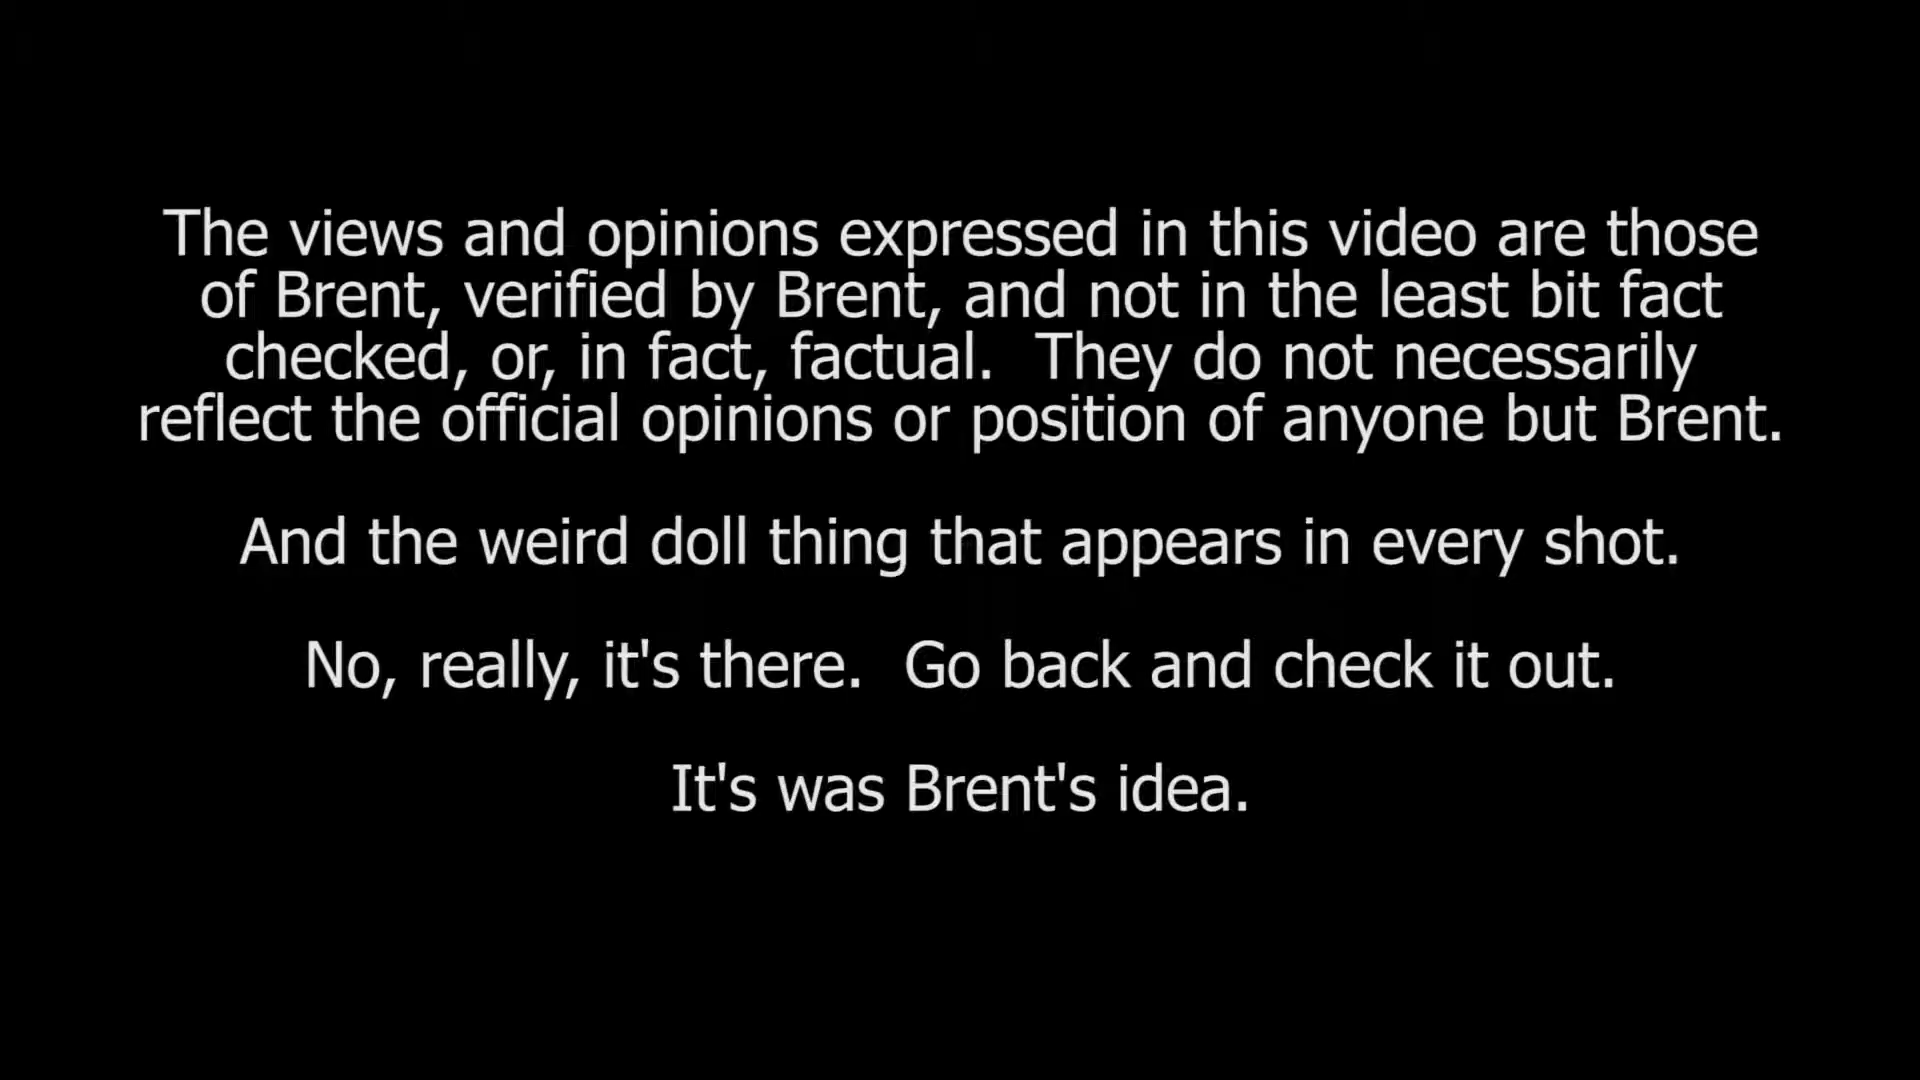 The views and opinions expressed in this video are those
of Brent, verified by Brent, and not in the least bit fact
checked, or, in fact, factual.  They do not necessarily
reflect the official opinions or position of anyone but Brent.
And the weird doll thing that appears in every shot.
No, really, it's there.  Go back and check it out.
It's was Brent's idea.